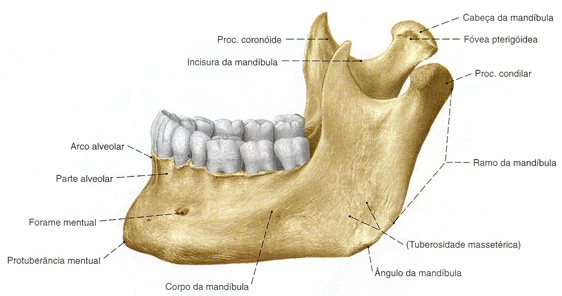 Cabeça da mandíbula
Proc. coronóide
Fóvea pterigóidea
Incisura da mandíbula
Proc. condilar
Arco alveolar
Ramo da mandíbula
Parte alveolar
Forame mentual
(Tuberosidade massetérica)
Protuberância mentual
Ângulo da mandíbula
Corpo da mandíbula